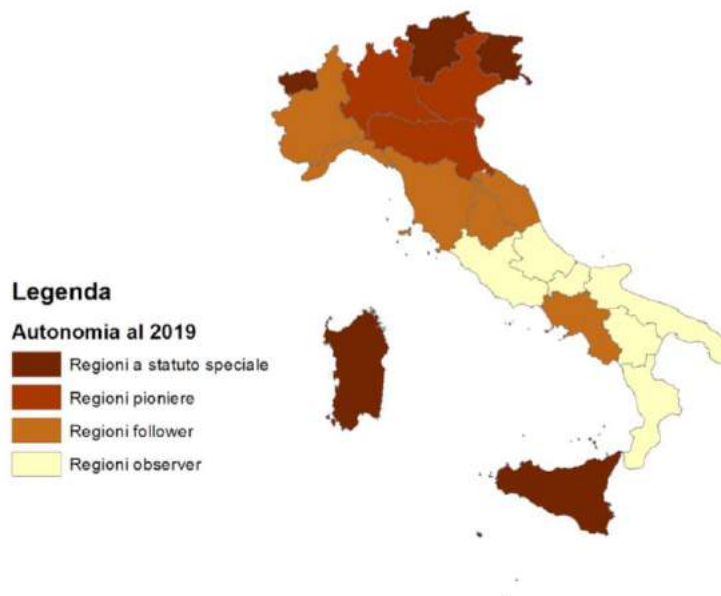 Legenda
Autonomia al 2019
Regioni a statuto speciale
Regioni pioniere
Regioni follower
Regioni observer